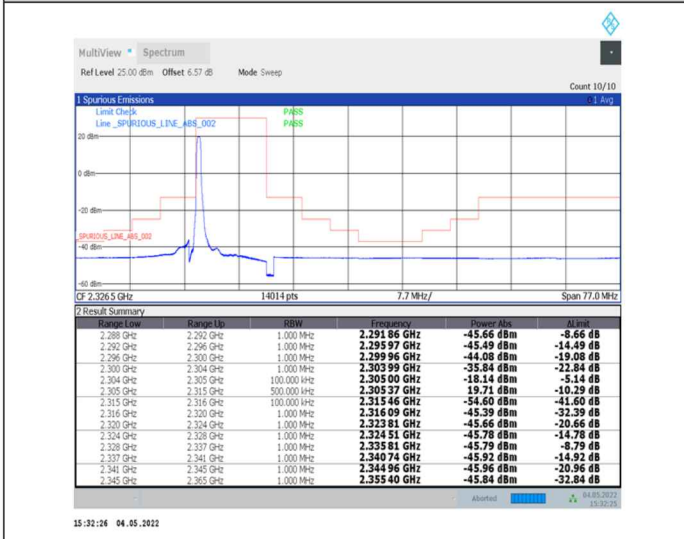 MultiView Spectrum
Ref Level 25.00 dBm Offset 6.57 dB Mode Sweep
Count 10/10
1 Spurious Emissions 1 Avg
Limit Check PASS
Line _SPURIOUS_LINE_ABS_002 PASS
20 dBm
0 dBm
-20 dBm
_SPURIOUS_LINE_ABS_002
-40 dBm
-60 dBm
CF 2.3265 GHz 14014 pts 7.7 MHz/ Span 77.0 MHz
2 Result Summary
Range Low Range Up RBW Frequency Power Abs ΔLimit
2.288 GHz 2.292 GHz 1.000 MHz 2.291 86 GHz -45.66 dBm -8.66 dB
2.292 GHz 2.296 GHz 1.000 MHz 2.295 97 GHz -45.49 dBm -14.49 dB
2.296 GHz 2.300 GHz 1.000 MHz 2.299 96 GHz -44.08 dBm -19.08 dB
2.300 GHz 2.304 GHz 1.000 MHz 2.303 99 GHz -35.84 dBm -22.84 dB
2.304 GHz 2.305 GHz 100.000 kHz 2.305 00 GHz -18.14 dBm -5.14 dB
2.305 GHz 2.315 GHz 500.000 kHz 2.305 37 GHz 19.71 dBm -10.29 dB
2.315 GHz 2.316 GHz 100.000 kHz 2.315 46 GHz -54.60 dBm -41.60 dB
2.316 GHz 2.320 GHz 1.000 MHz 2.316 09 GHz -45.39 dBm -32.39 dB
2.320 GHz 2.324 GHz 1.000 MHz 2.323 81 GHz -45.66 dBm -20.66 dB
2.324 GHz 2.328 GHz 1.000 MHz 2.324 51 GHz -45.78 dBm -14.78 dB
2.328 GHz 2.337 GHz 1.000 MHz 2.335 81 GHz -45.79 dBm -8.79 dB
2.337 GHz 2.341 GHz 1.000 MHz 2.340 74 GHz -45.92 dBm -14.92 dB
2.341 GHz 2.345 GHz 1.000 MHz 2.344 96 GHz -45.96 dBm -20.96 dB
2.345 GHz 2.365 GHz 1.000 MHz 2.355 40 GHz -45.84 dBm -32.84 dB
Aborted 04.05.2022
15:32:25
15:32:26 04.05.2022